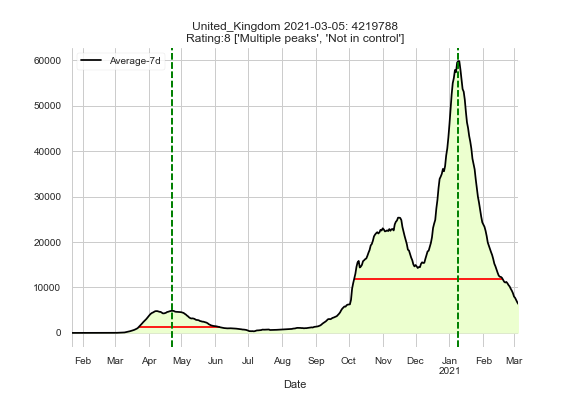 United_Kingdom 2021-03-05: 4219788
Rating:8 ['Multiple peaks', 'Not in control']
Average-7d
60000
50000
40000
30000
20000
10000
0
Feb Mar Apr May Jun Jul Aug Sep Oct Nov Dec Jan Feb Mar
2021
Date